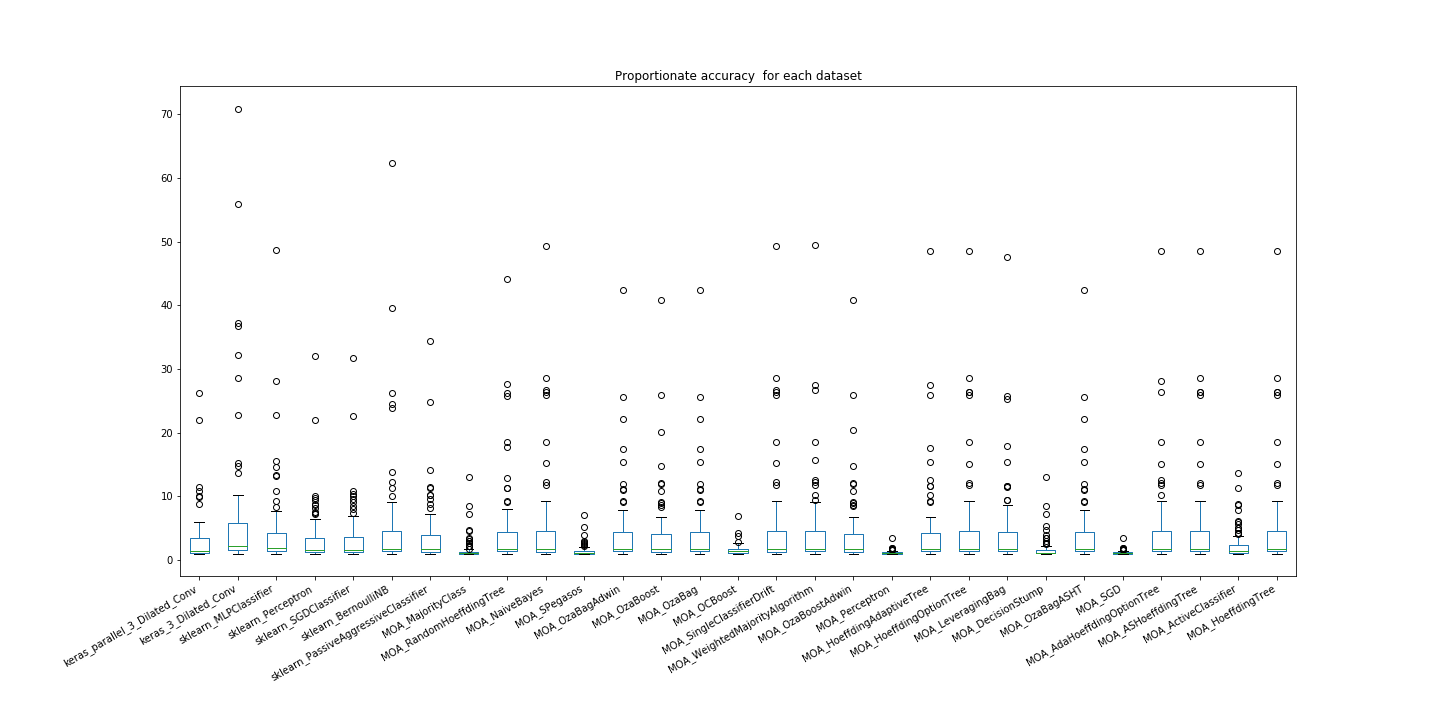 Proportionate accuracy  for each dataset
70
60
50
40
30
20
10
0
keras_parallel_3_Dilated_Conv
keras_3_Dilated_Conv
sklearn_MLPClassifier
sklearn_Perceptron
sklearn_SGDClassifier
sklearn_BernoulliNB
sklearn_PassiveAggressiveClassifier
MOA_MajorityClass
MOA_RandomHoeffdingTree
MOA_NaiveBayes
MOA_SPegasos
MOA_OzaBagAdwin
MOA_OzaBoost
MOA_OzaBag
MOA_OCBoost
MOA_SingleClassifierDrift
MOA_WeightedMajorityAlgorithm
MOA_OzaBoostAdwin
MOA_Perceptron
MOA_HoeffdingAdaptiveTree
MOA_HoeffdingOptionTree
MOA_LeveragingBag
MOA_DecisionStump
MOA_OzaBagASHT
MOA_SGD
MOA_AdaHoeffdingOptionTree
MOA_ASHoeffdingTree
MOA_ActiveClassifier
MOA_HoeffdingTree